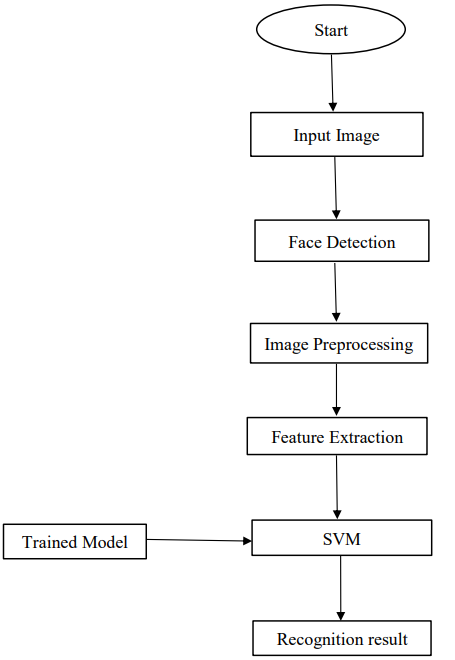 Start
Input Image
Face Detection
Image Preprocessing
Feature Extraction
Trained Model
SVM
Recognition result